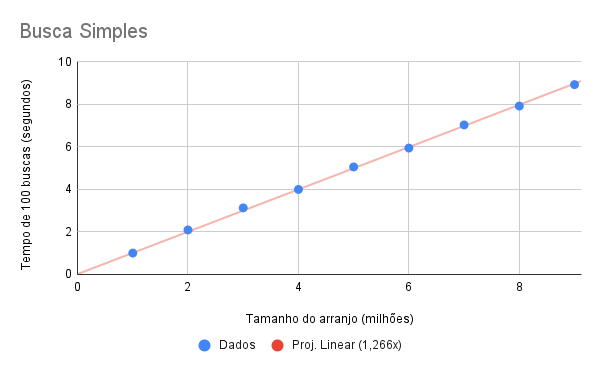 Busca Simples
Tempo de 100 buscas (segundos)
10
8
6
4
2
0
0 2 4 6 8
Tamanho do arranjo (milhões)
Dados Proj. Linear (1,266x)